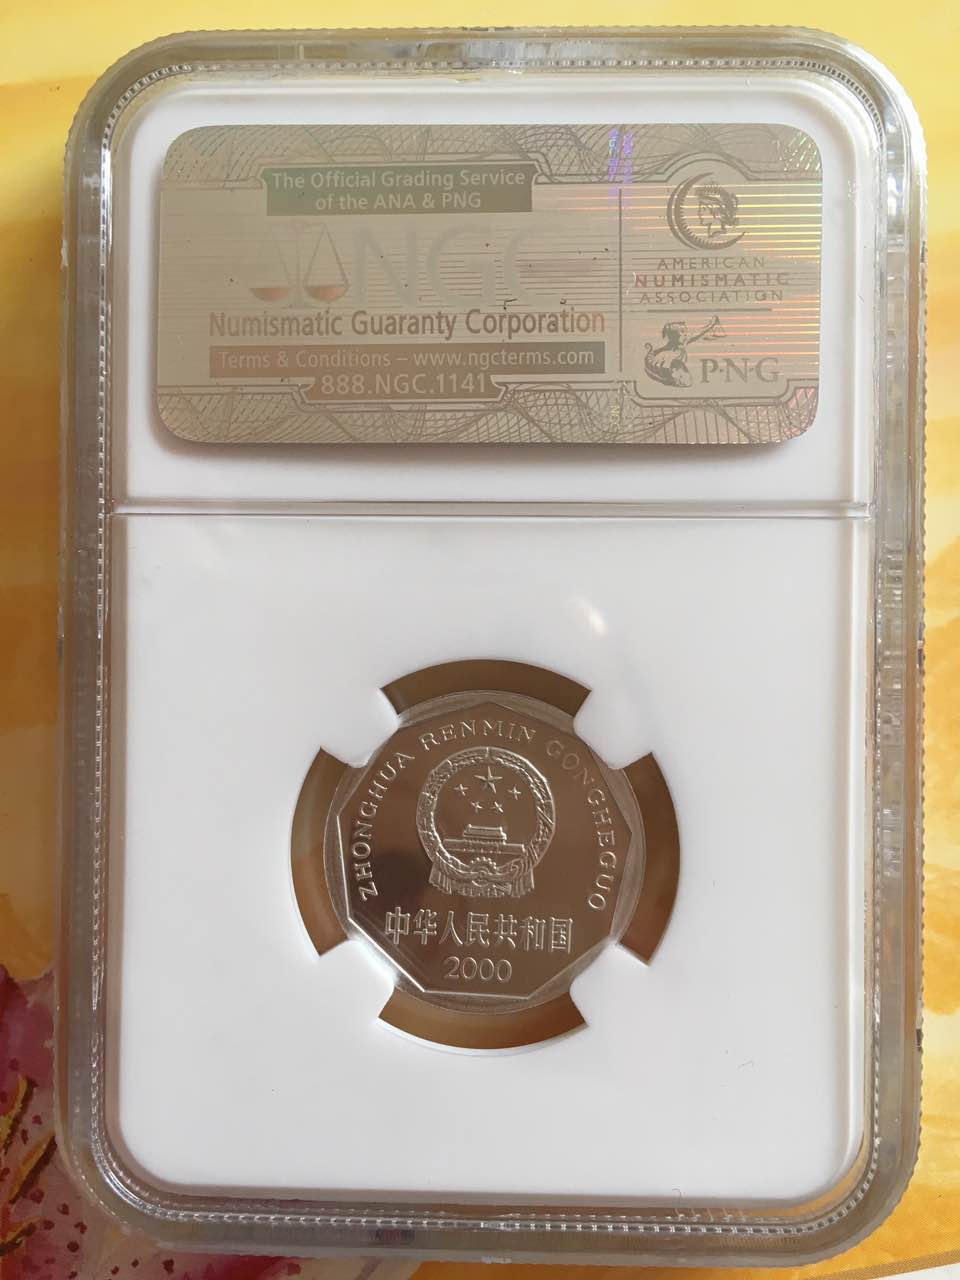 The Official Grading Service
of the ANA & PNG
NGC
Numismatic Guaranty Corporation
Terms & Conditions – www.ngcterms.com
888.NGC.1141
AMERICAN
NUMISMATIC
ASSOCIATION
P·N·G
ZHONGHUA RENMIN GONGHEGUO
中华人民共和国
2000